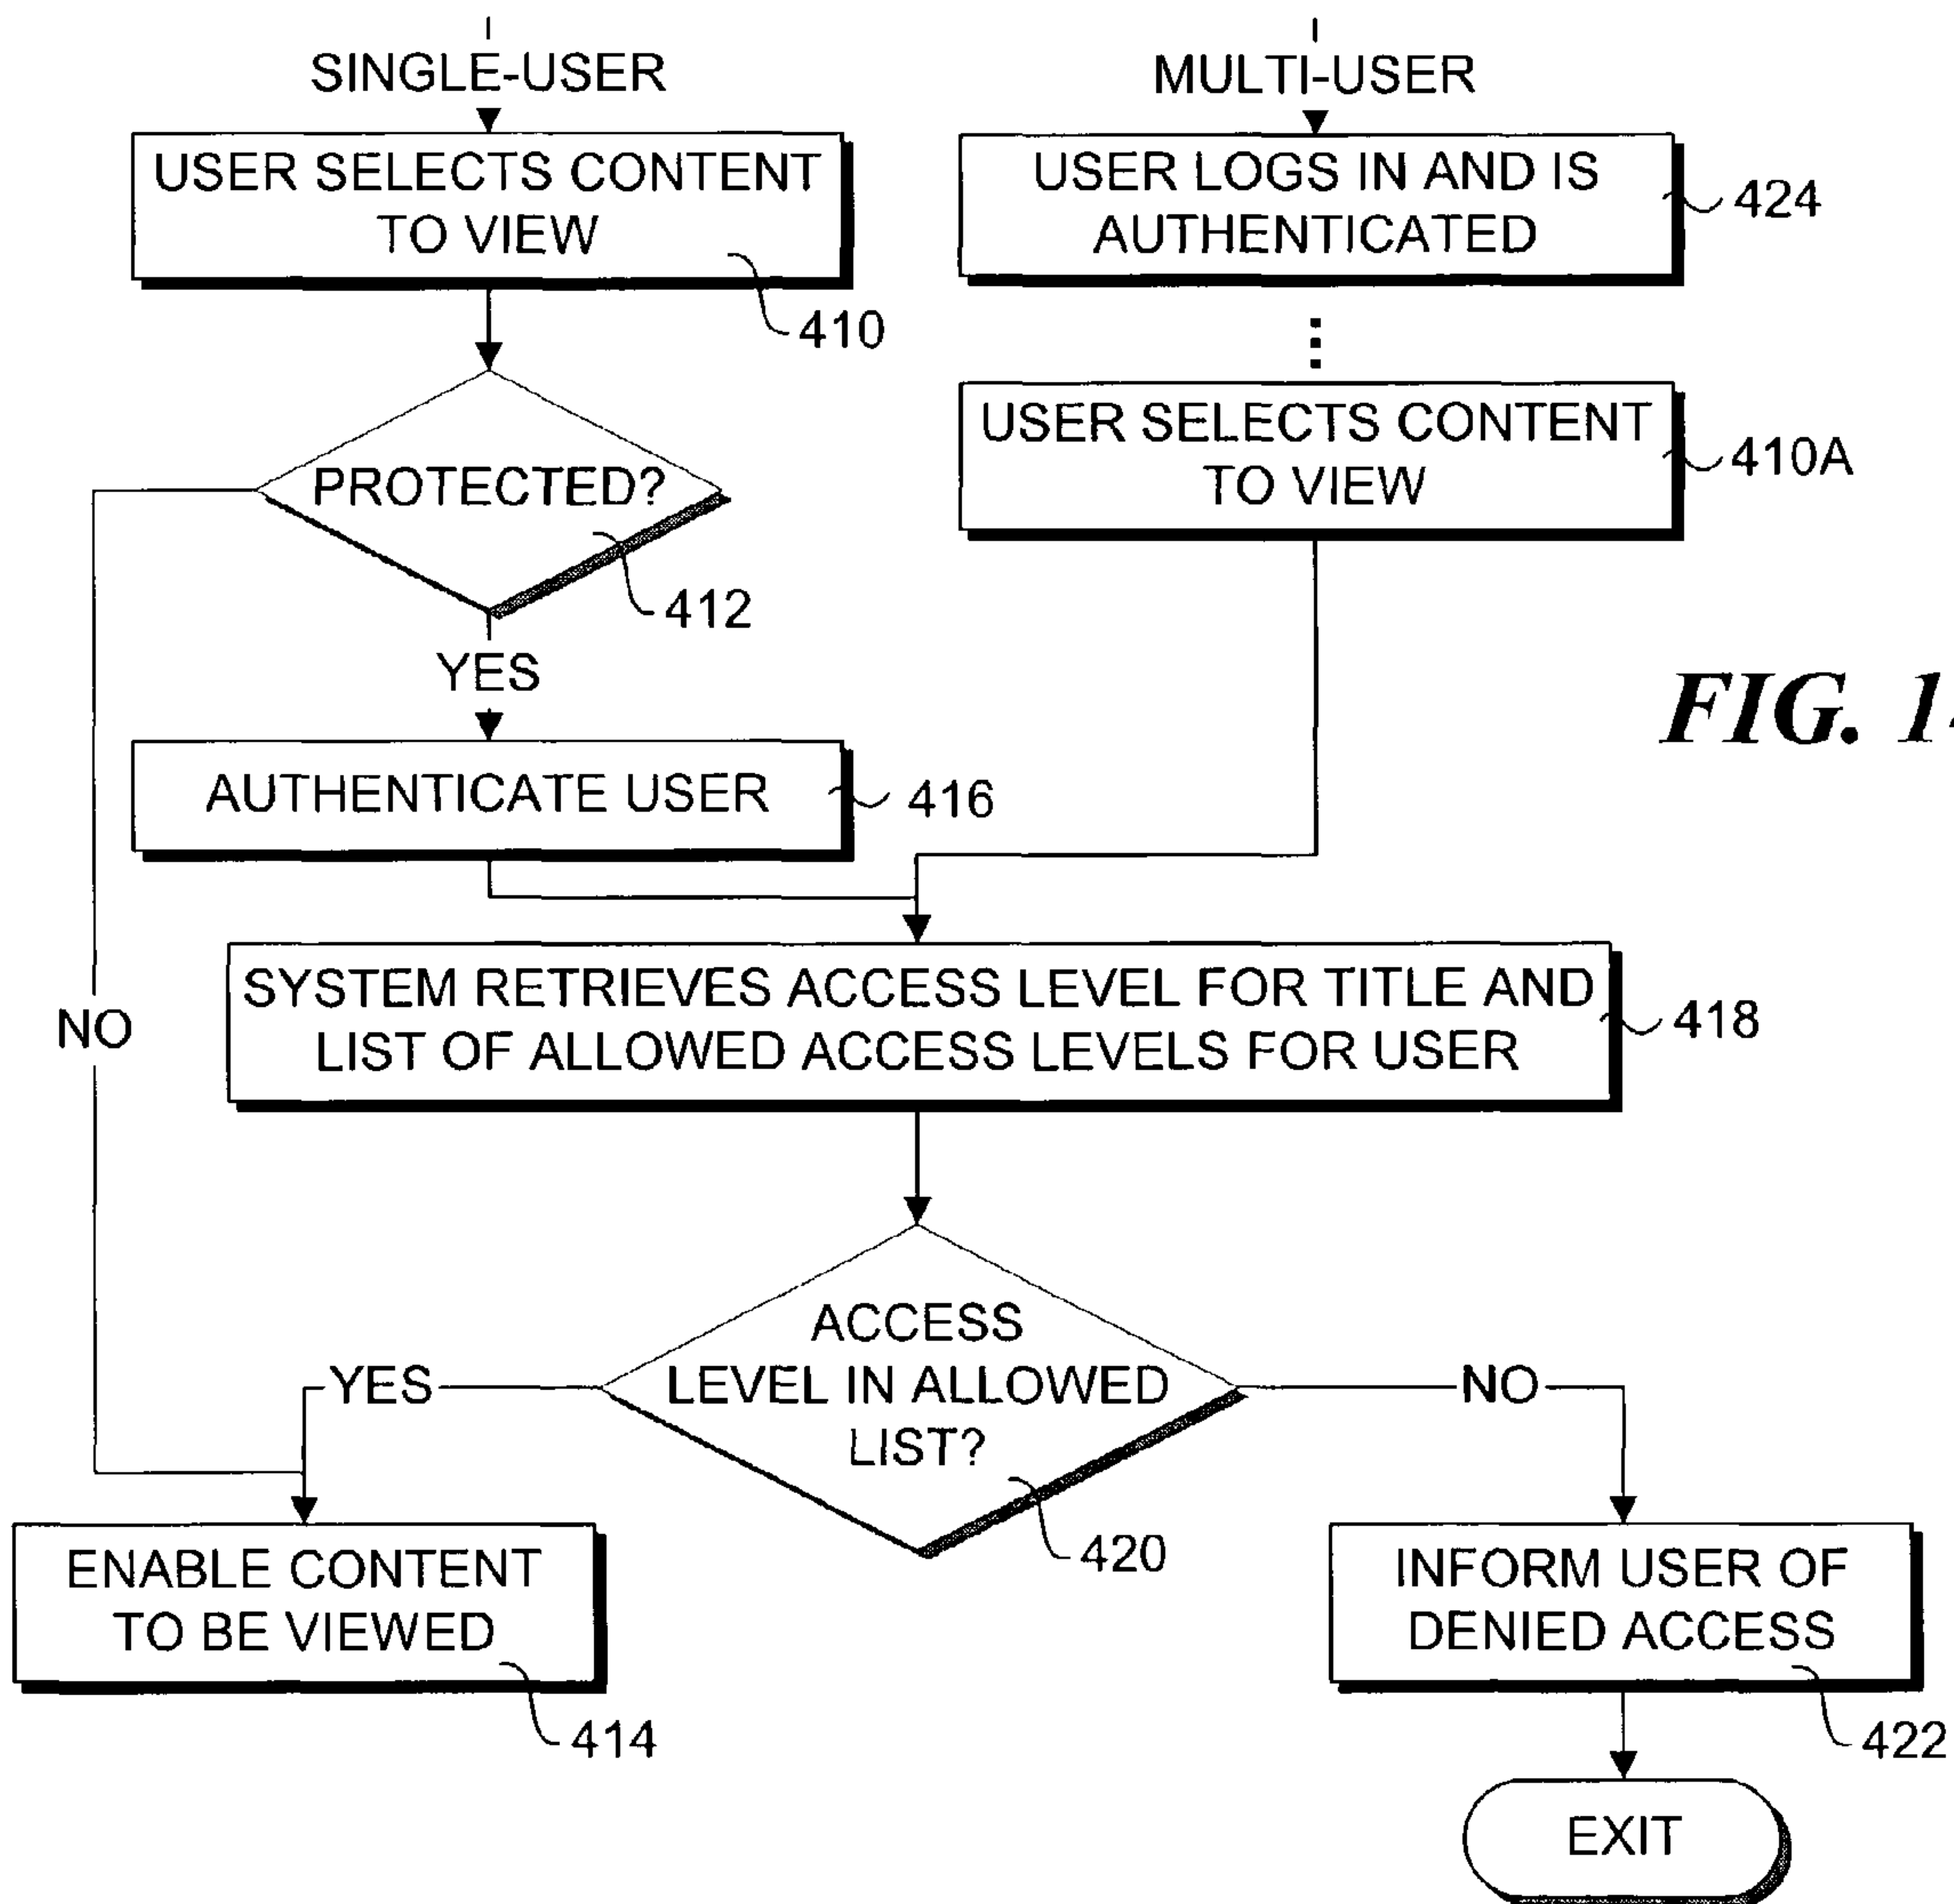 SINGLE-USER
MULTI-USER
USER SELECTS CONTENT
TO VIEW
410
USER LOGS IN AND IS
AUTHENTICATED
424
USER SELECTS CONTENT
TO VIEW
410A
PROTECTED?
412
YES
NO
FIG.
AUTHENTICATE USER
416
SYSTEM RETRIEVES ACCESS LEVEL FOR TITLE AND
LIST OF ALLOWED ACCESS LEVELS FOR USER
418
ACCESS
LEVEL IN ALLOWED
LIST?
420
YES
NO
ENABLE CONTENT
TO BE VIEWED
414
INFORM USER OF
DENIED ACCESS
422
EXIT